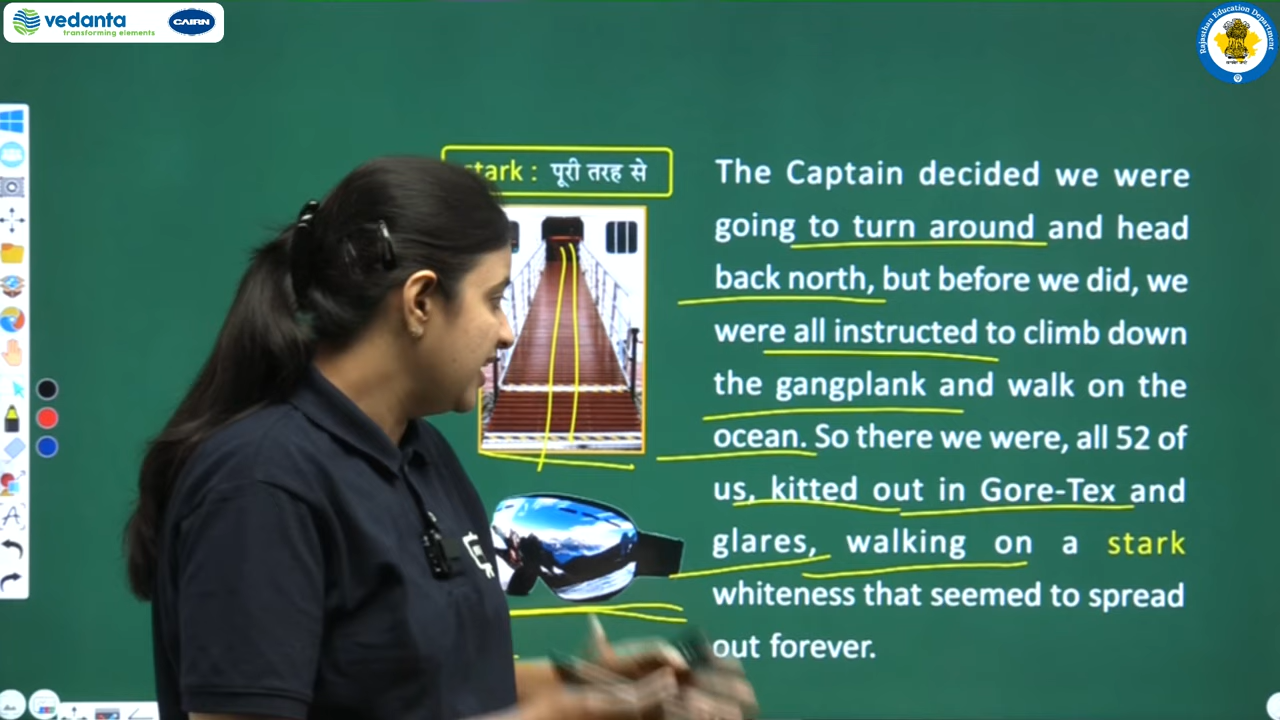 vedanta
transforming elements
CAIRN
Rajasthan Education Department
stark : पूरी तरह से
The Captain decided we were
going to turn around and head
back north, but before we did, we
were all instructed to climb down
the gangplank and walk on the
ocean. So there we were, all 52 of
us, kitted out in Gore-Tex and
glares, walking on a stark
whiteness that seemed to spread
out forever.